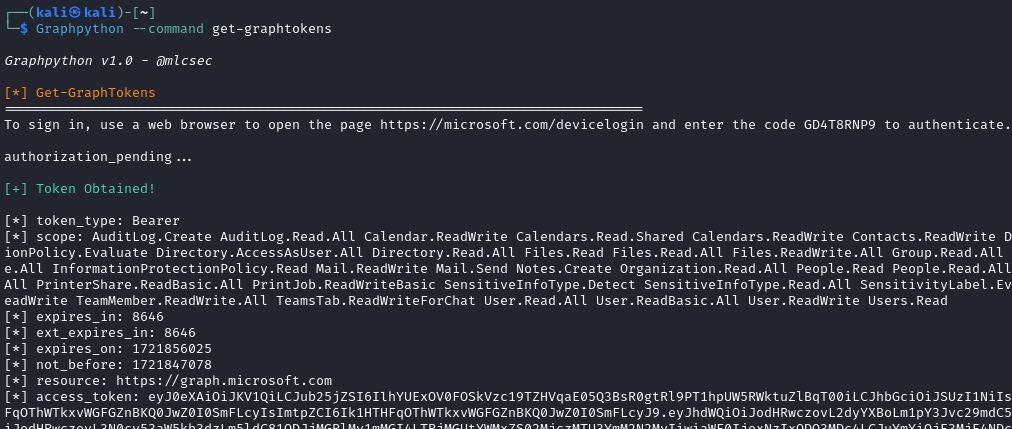 ┌──(kali㉿kali)-[~]
└─$ Graphpython --command get-graphtokens
Graphpython v1.0 - @mlcsec
[*] Get-GraphTokens
================================================================================
To sign in, use a web browser to open the page https://microsoft.com/devicelogin and enter the code GD4T8RNP9 to authenticate.
authorization_pending...
[+] Token Obtained!
[*] token_type: Bearer
[*] scope: AuditLog.Create AuditLog.Read.All Calendar.ReadWrite Calendars.Read.Shared Calendars.ReadWrite Contacts.ReadWrite D
ionPolicy.Evaluate Directory.AccessAsUser.All Directory.Read.All Files.Read Files.Read.All Files.ReadWrite.All Group.Read.All
e.All InformationProtectionPolicy.Read Mail.ReadWrite Mail.Send Notes.Create Organization.Read.All People.Read People.Read.All
All PrinterShare.ReadBasic.All PrintJob.ReadWriteBasic SensitiveInfoType.Detect SensitiveInfoType.Read.All SensitivityLabel.Ev
eadWrite TeamMember.ReadWrite.All TeamsTab.ReadWriteForChat User.Read.All User.ReadBasic.All User.ReadWrite Users.Read
[*] expires_in: 8646
[*] ext_expires_in: 8646
[*] expires_on: 1721856025
[*] not_before: 1721847078
[*] resource: https://graph.microsoft.com
[*] access_token: